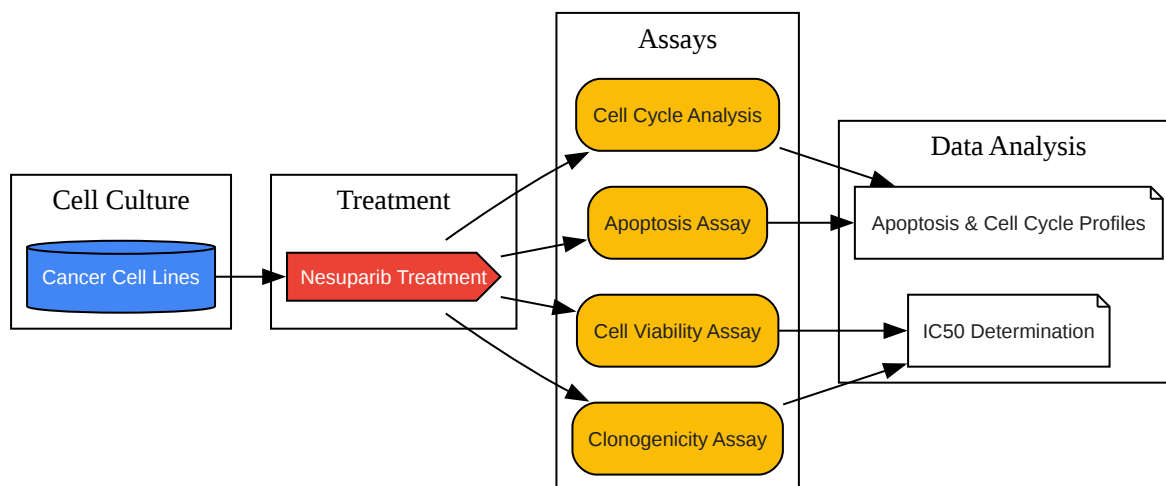 Cell Culture
Cancer Cell Lines
Treatment
Nesuparib Treatment
Assays
Cell Cycle Analysis
Apoptosis Assay
Cell Viability Assay
Clonogenicity Assay
Data Analysis
Apoptosis & Cell Cycle Profiles
IC50 Determination